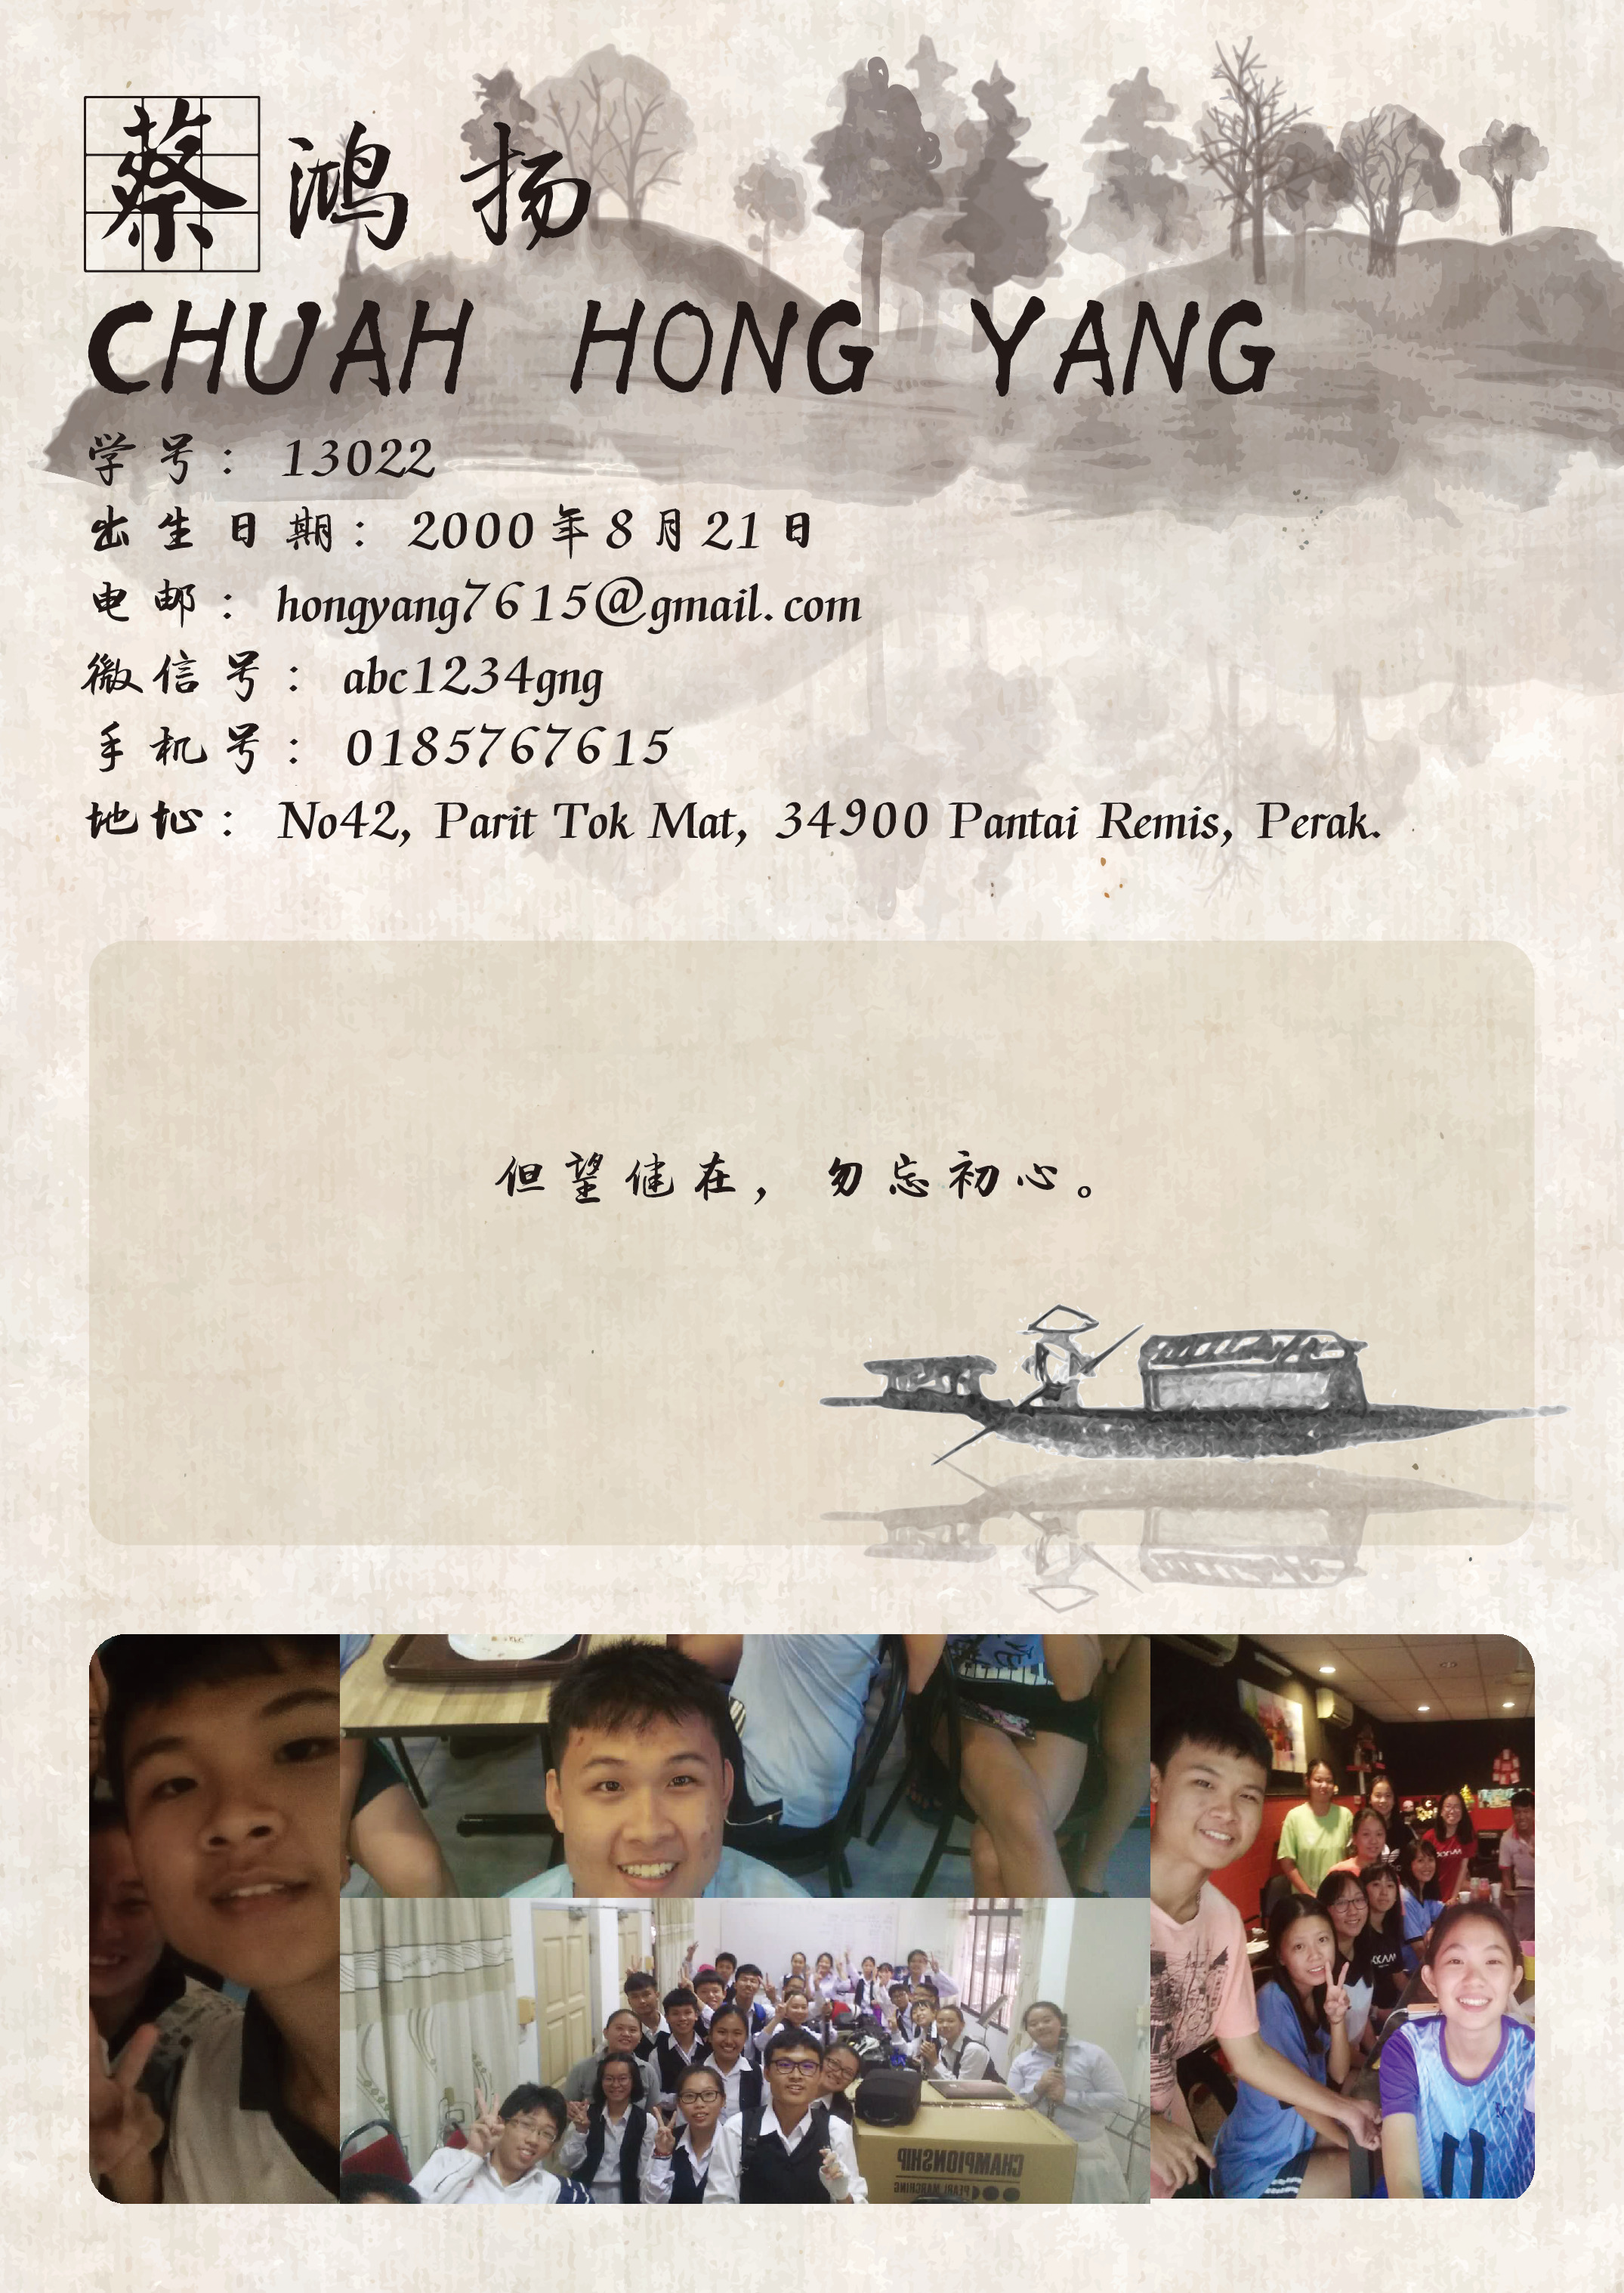 蔡鸿扬
CHUAH HONG YANG
学号：13022
出生日期：2000年8月21日
电邮：hongyang7615@gmail.com
微信号：abc1234gng
手机号：0185767615
地址：No42, Parit Tok Mat, 34900 Pantai Remis, Perak.
但望健在，勿忘初心。
CHAMPIONSHIP
PEARL MARCHING